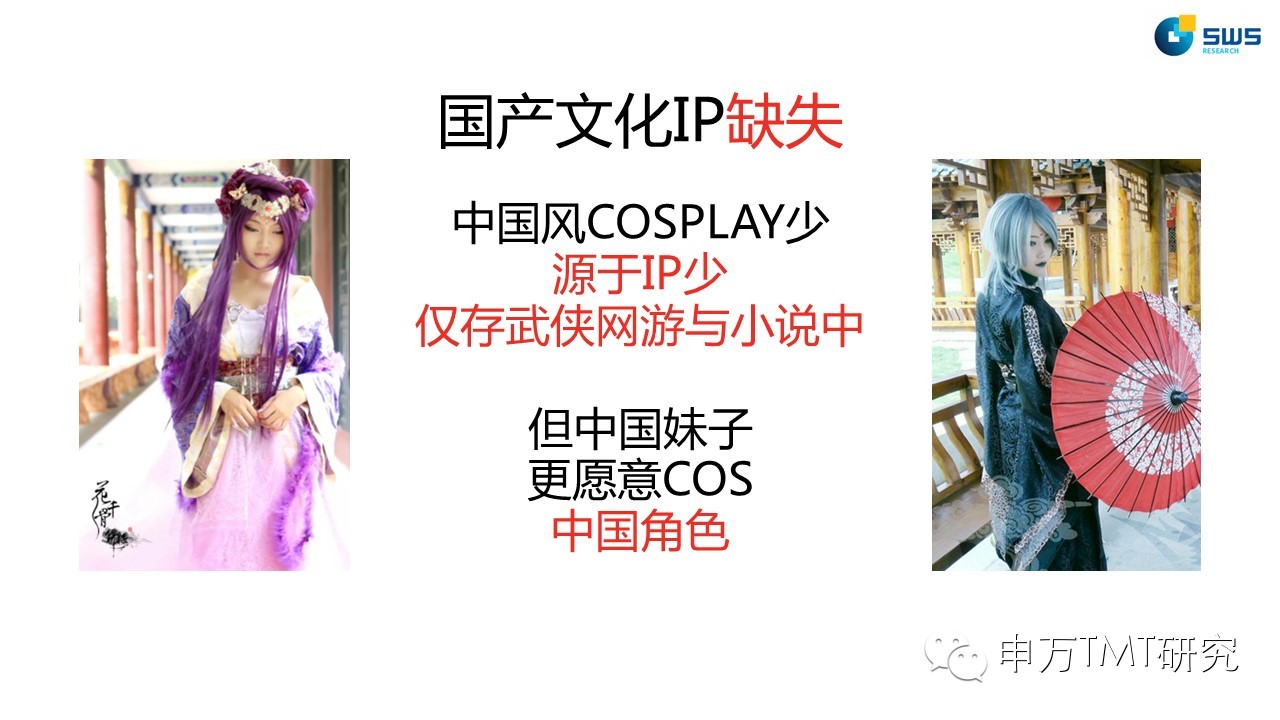 SWS
RESEARCH
国产文化IP缺失
中国风COSPLAY少
源于IP少
仅存武侠网游与小说中
但中国妹子
更愿意COS
中国角色
花千骨
申万TMT研究